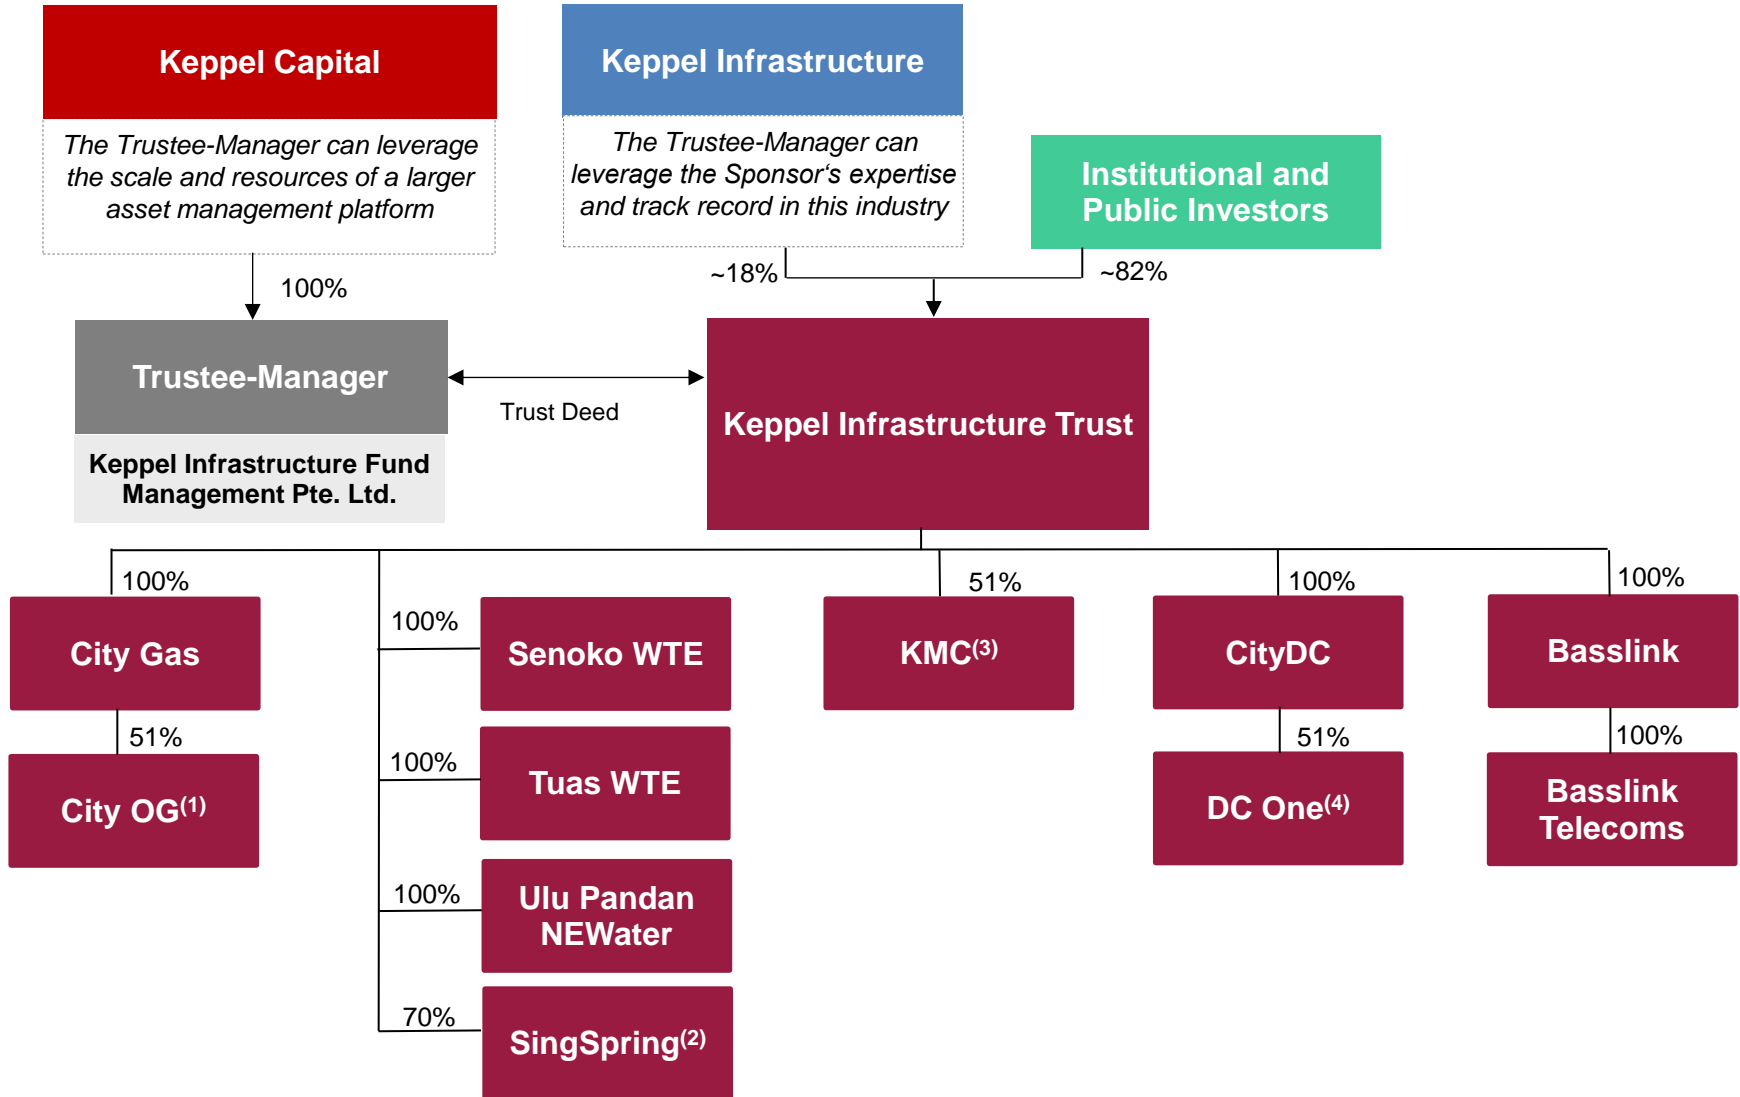 Keppel Capital
The Trustee-Manager can leverage
the scale and resources of a larger
asset management platform
Keppel Infrastructure
The Trustee-Manager can
leverage the Sponsor‘s expertise
and track record in this industry
Institutional and
Public Investors
100%
~18%
~82%
Trustee-Manager
Keppel Infrastructure Fund
Management Pte. Ltd.
Trust Deed
Keppel Infrastructure Trust
100%
City Gas
51%
City OG(1)
100%
Senoko WTE
100%
Tuas WTE
100%
Ulu Pandan
NEWater
70%
SingSpring(2)
51%
KMC(3)
100%
CityDC
51%
DC One(4)
100%
Basslink
100%
Basslink
Telecoms